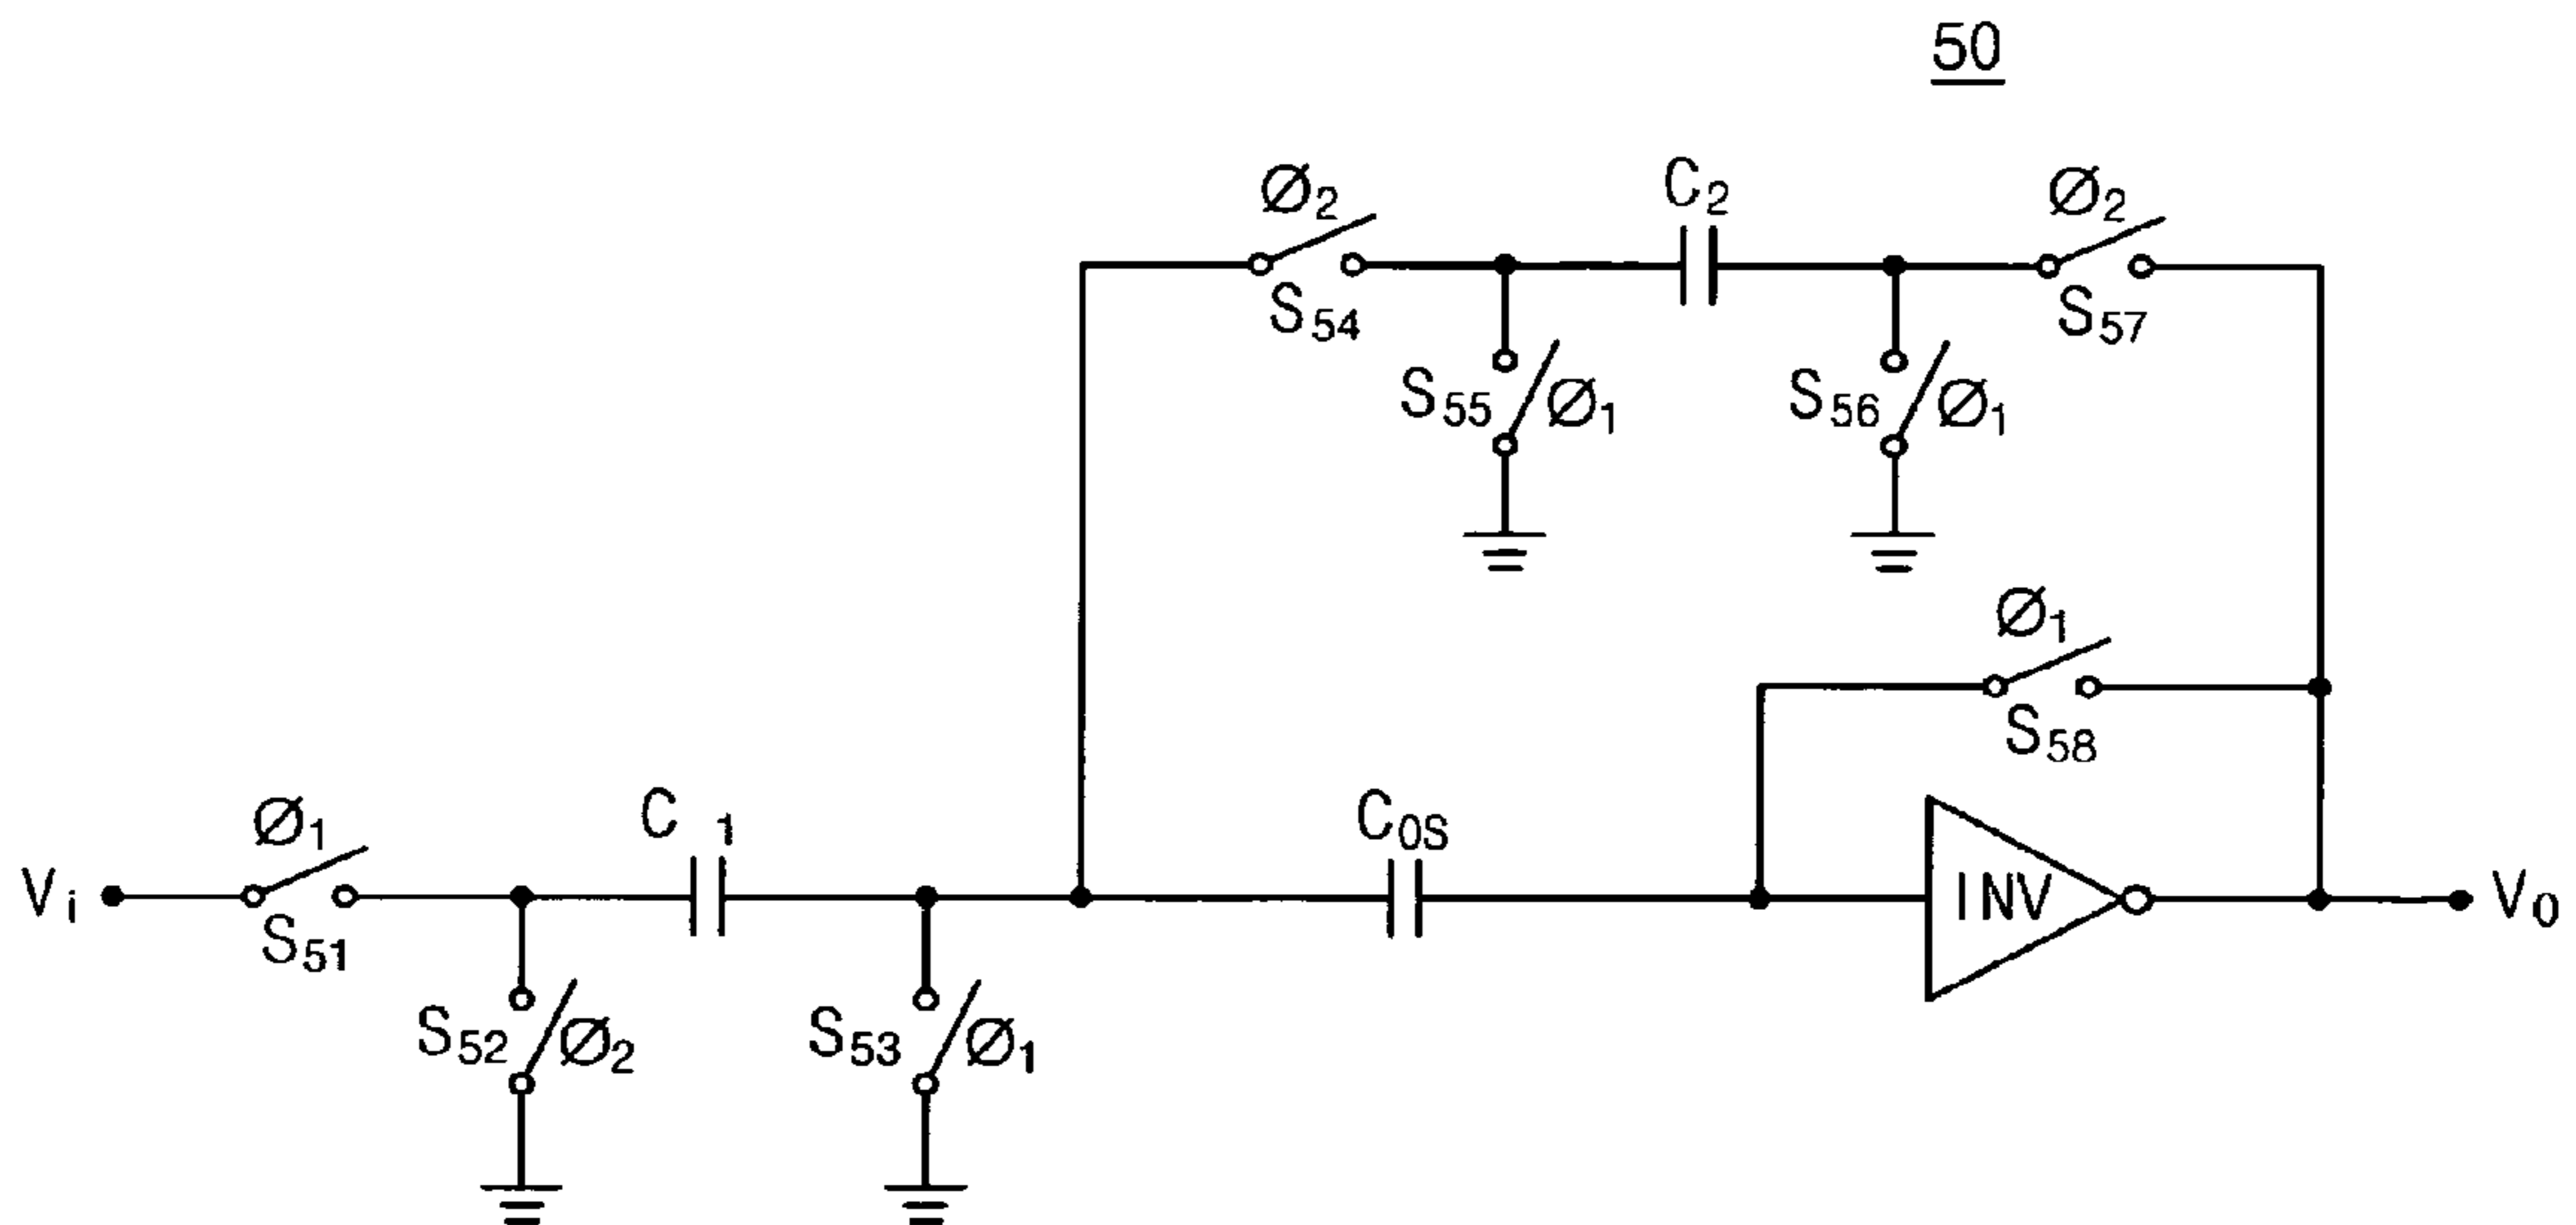 50
Ø2 C2 Ø2
S54 S57
S55 Ø1 S56 Ø1
Ø1
S58
Ø1 C 1 C0S
Vi INV V0
S51
S52 Ø2 S53 Ø1